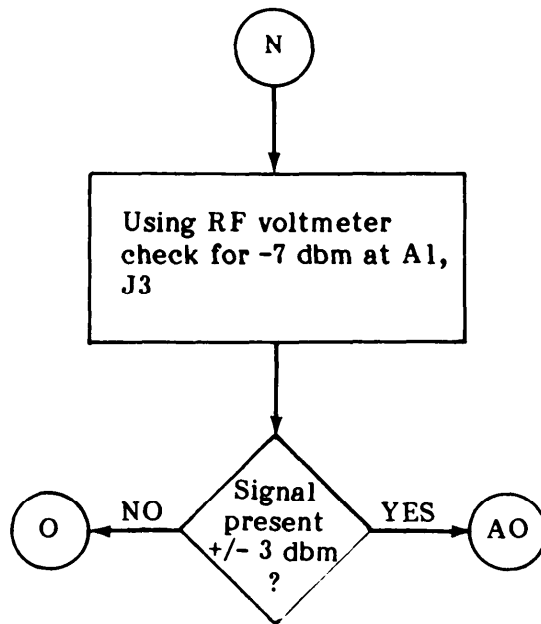 N
Using RF voltmeter
check for -7 dbm at A1,
J3
Signal
present
+/- 3 dbm
?
NO
YES
O
AO